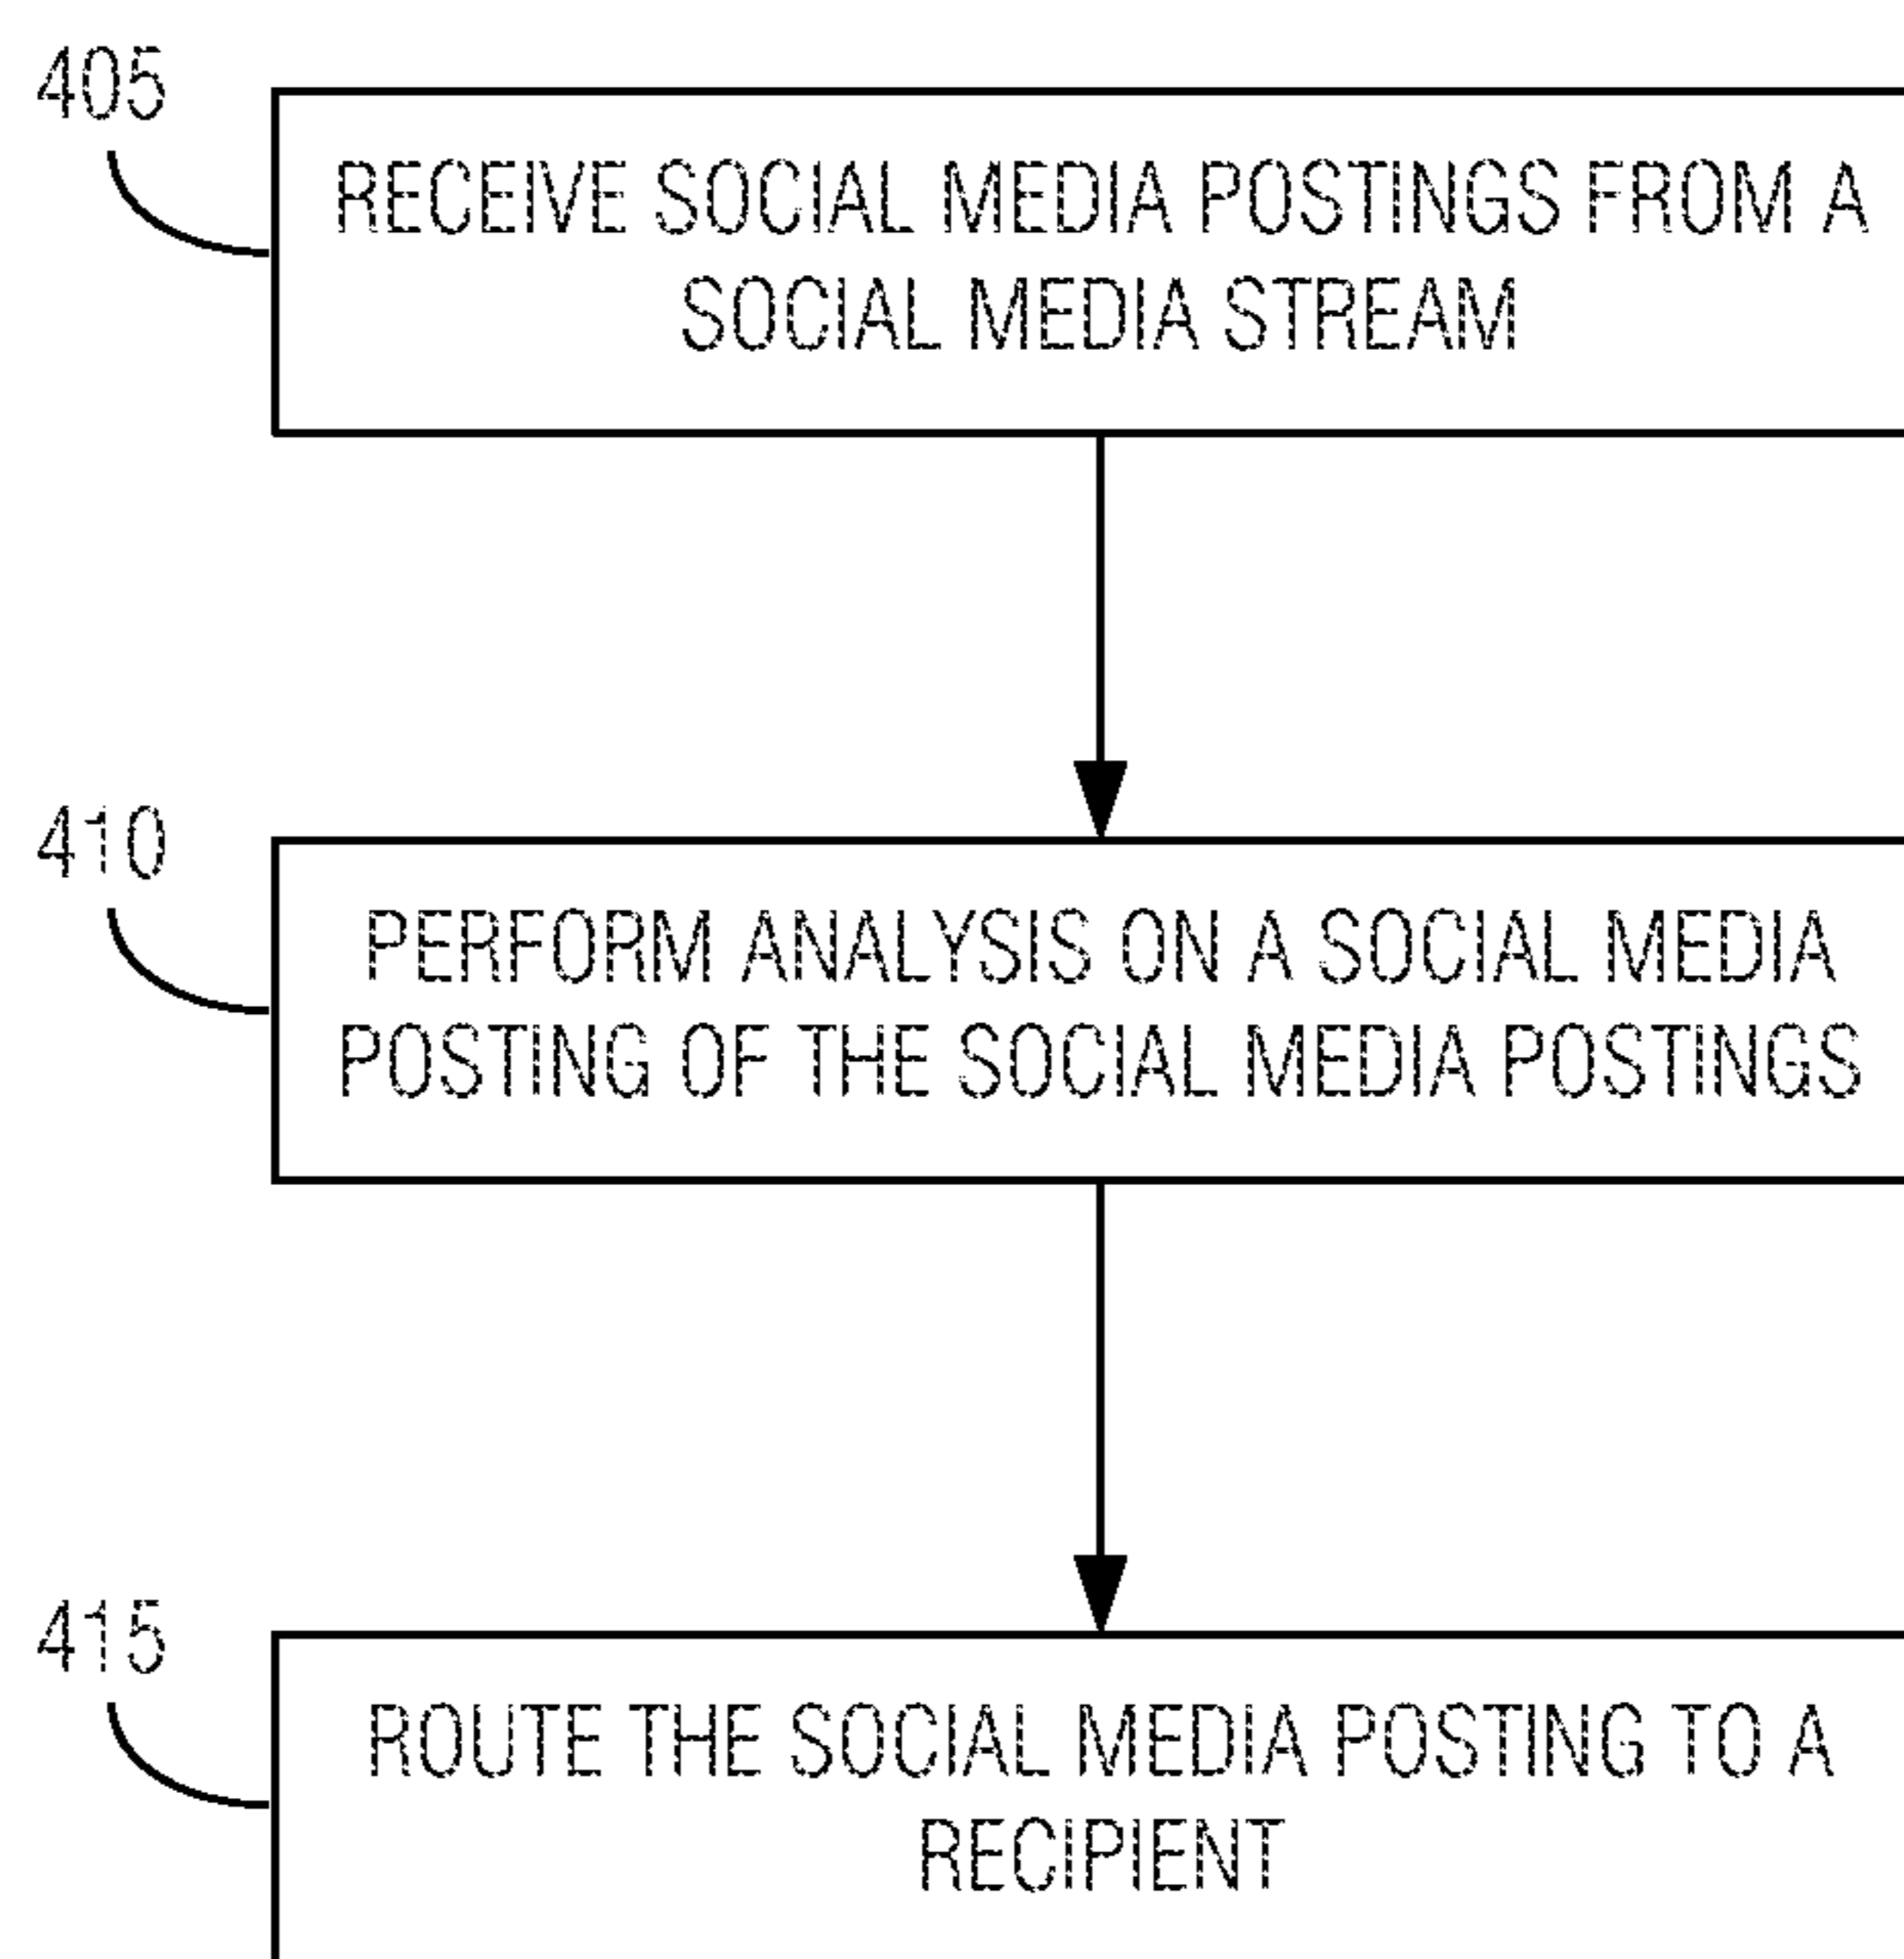 405
RECEIVE SOCIAL MEDIA POSTINGS FROM A
SOCIAL MEDIA STREAM
410
PERFORM ANALYSIS ON A SOCIAL MEDIA
POSTING OF THE SOCIAL MEDIA POSTINGS
415
ROUTE THE SOCIAL MEDIA POSTING TO A
RECIPIENT